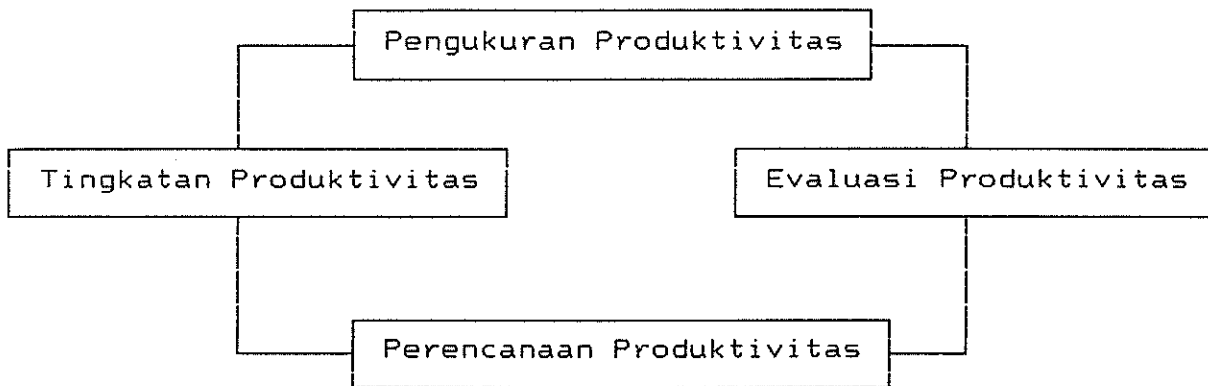 Pengukuran Produktivitas
Tingkatan Produktivitas
Evaluasi Produktivitas
Perencanaan Produktivitas